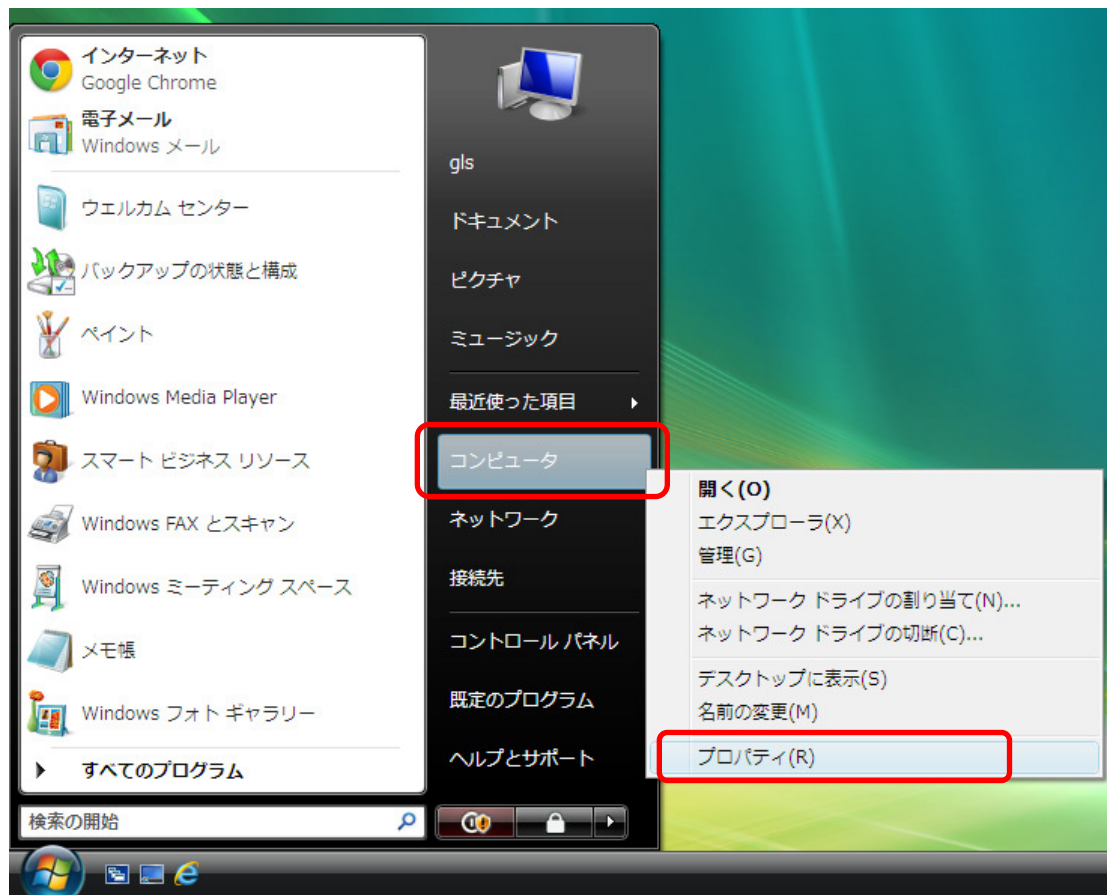 インターネット
Google Chrome
電子メール
Windows メール
ウェルカム センター
バックアップの状態と構成
ペイント
Windows Media Player
スマート ビジネス リソース
Windows FAX とスキャン
Windows ミーティング スペース
メモ帳
Windows フォト ギャラリー
すべてのプログラム
検索の開始
gls
ドキュメント
ピクチャ
ミュージック
最近使った項目
コンピュータ
ネットワーク
接続先
コントロール パネル
既定のプログラム
ヘルプとサポート
開く(O)
エクスプローラ(X)
管理(G)
ネットワーク ドライブの割り当て(N)...
ネットワーク ドライブの切断(C)...
デスクトップに表示(S)
名前の変更(M)
プロパティ(R)